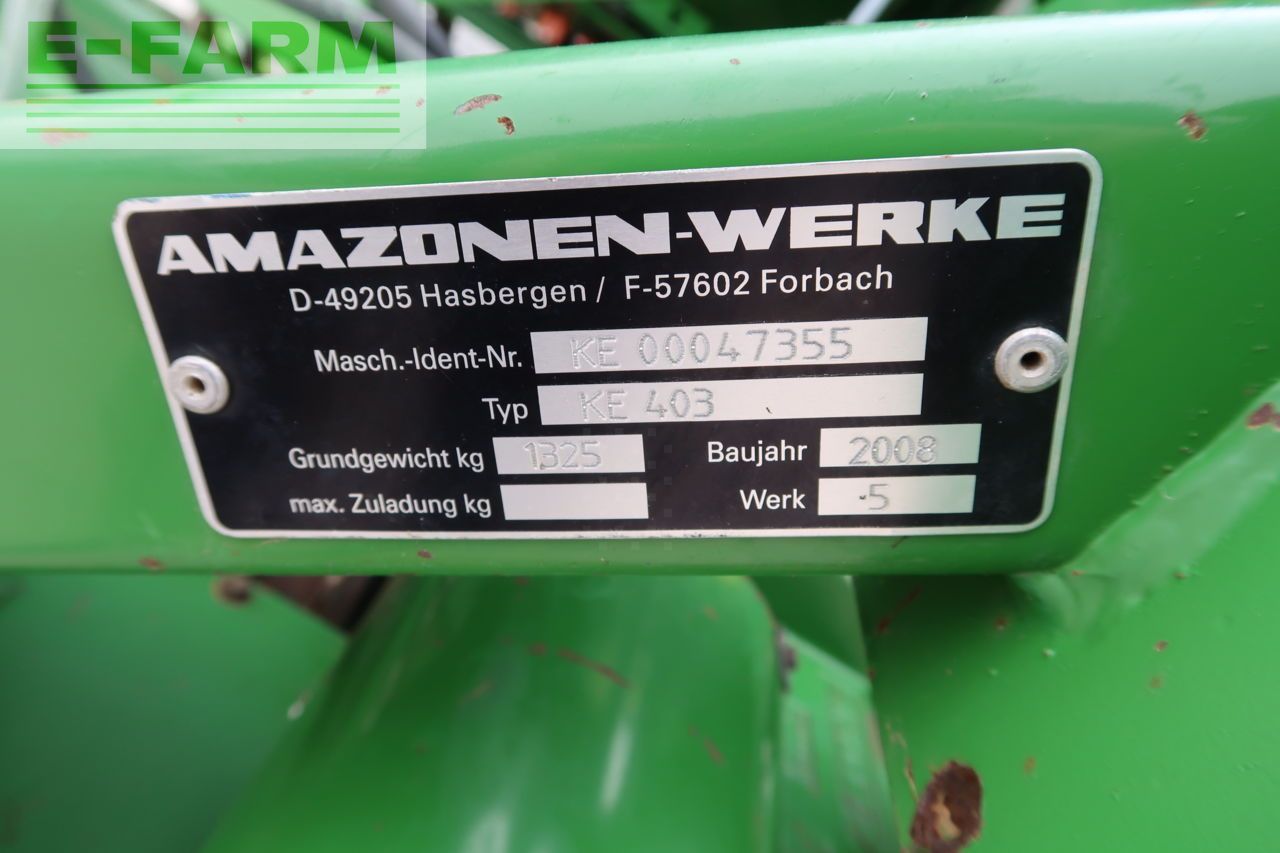 E-FARM
AMAZONEN-WERKE
D-49205 Hasbergen / F-57602 Forbach
Masch.-Ident-Nr. KE 00047355
Typ KE 403
Grundgewicht kg 1325 Baujahr 2008
max. Zuladung kg Werk 5